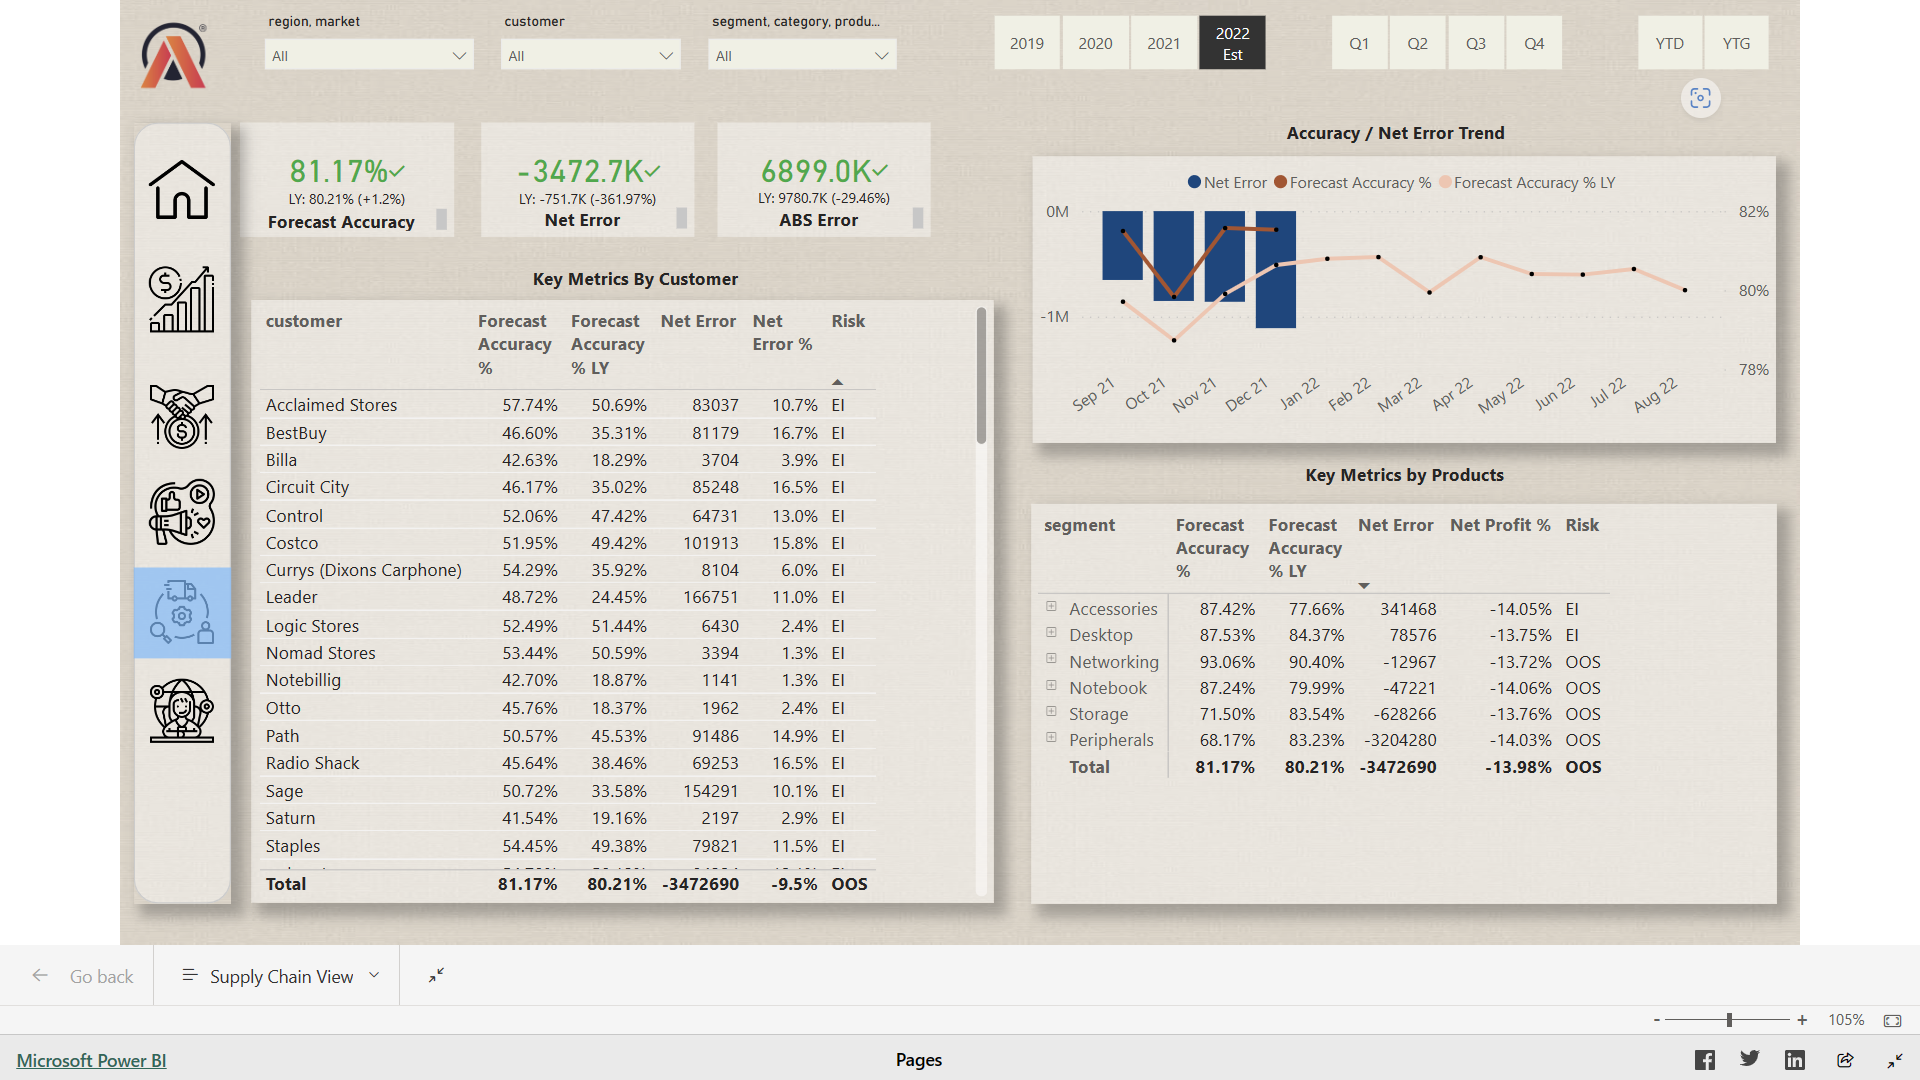 region, market
customer
segment, category, produ...
All
All
All
2019
2020
2021
2022
Est
Q1
Q2
Q3
Q4
YTD
YTG
81.17%
LY: 80.21% (+1.2%)
Forecast Accuracy
-3472.7K
LY: -751.7K (-361.97%)
Net Error
6899.0K
LY: 9780.7K (-29.46%)
ABS Error
Accuracy / Net Error Trend
Net Error Forecast Accuracy % Forecast Accuracy % LY
0M
-1M
82%
80%
78%
Sep 21
Oct 21
Nov 21
Dec 21
Jan 22
Feb 22
Mar 22
Apr 22
May 22
Jun 22
Jul 22
Aug 22
Key Metrics By Customer
customer Forecast Accuracy % Forecast Accuracy % LY Net Error Net Error % Risk
Acclaimed Stores 57.74% 50.69% 83037 10.7% EI
BestBuy 46.60% 35.31% 81179 16.7% EI
Billa 42.63% 18.29% 3704 3.9% EI
Circuit City 46.17% 35.02% 85248 16.5% EI
Control 52.06% 47.42% 64731 13.0% EI
Costco 51.95% 49.42% 101913 15.8% EI
Currys (Dixons Carphone) 54.29% 35.92% 8104 6.0% EI
Leader 48.72% 24.45% 166751 11.0% EI
Logic Stores 52.49% 51.44% 6430 2.4% EI
Nomad Stores 53.44% 50.59% 3394 1.3% EI
Notebillig 42.70% 18.87% 1141 1.3% EI
Otto 45.76% 18.37% 1962 2.4% EI
Path 50.57% 45.53% 91486 14.9% EI
Radio Shack 45.64% 38.46% 69253 16.5% EI
Sage 50.72% 33.58% 154291 10.1% EI
Saturn 41.54% 19.16% 2197 2.9% EI
Staples 54.45% 49.38% 79821 11.5% EI
Total 81.17% 80.21% -3472690 -9.5% OOS
Key Metrics by Products
segment Forecast Accuracy % Forecast Accuracy % LY Net Error Net Profit % Risk
Accessories 87.42% 77.66% 341468 -14.05% EI
Desktop 87.53% 84.37% 78576 -13.75% EI
Networking 93.06% 90.40% -12967 -13.72% OOS
Notebook 87.24% 79.99% -47221 -14.06% OOS
Storage 71.50% 83.54% -628266 -13.76% OOS
Peripherals 68.17% 83.23% -3204280 -14.03% OOS
Total 81.17% 80.21% -3472690 -13.98% OOS
Go back
Supply Chain View
- + 105%
Microsoft Power BI
Pages